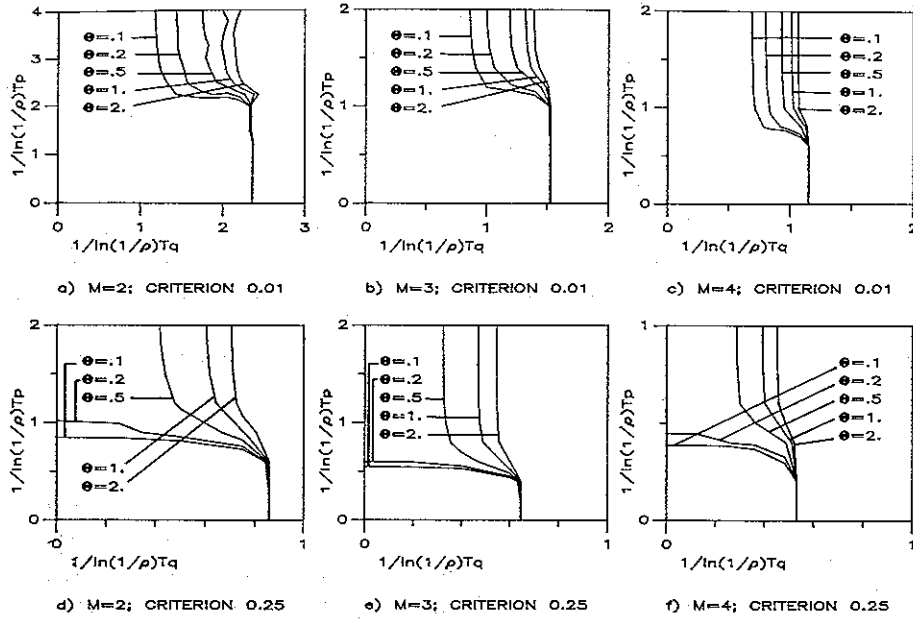 4
3
2
1
0
1/ln(1/ρ)Tp
Θ=.1
Θ=.2
Θ=.5
Θ=1.
Θ=2.
0 1 2 3
1/ln(1/ρ)Tq
a) M=2; CRITERION 0.01
2
1
0
1/ln(1/ρ)Tp
Θ=.1
Θ=.2
Θ=.5
Θ=1.
Θ=2.
0 1 2
1/ln(1/ρ)Tq
b) M=3; CRITERION 0.01
2
1
0
1/ln(1/ρ)Tp
Θ=.1
Θ=.2
Θ=.5
Θ=1.
Θ=2.
0 1 2
1/ln(1/ρ)Tq
c) M=4; CRITERION 0.01
2
1
0
1/ln(1/ρ)Tp
Θ=.1
Θ=.2
Θ=.5
Θ=1.
Θ=2.
0 1
1/ln(1/ρ)Tq
d) M=2; CRITERION 0.25
2
1
0
1/ln(1/ρ)Tp
Θ=.1
Θ=.2
Θ=.5
Θ=1.
Θ=2.
0 1
1/ln(1/ρ)Tq
e) M=3; CRITERION 0.25
1
0
1/ln(1/ρ)Tp
Θ=.1
Θ=.2
Θ=.5
Θ=1.
Θ=2.
0 1
1/ln(1/ρ)Tq
f) M=4; CRITERION 0.25